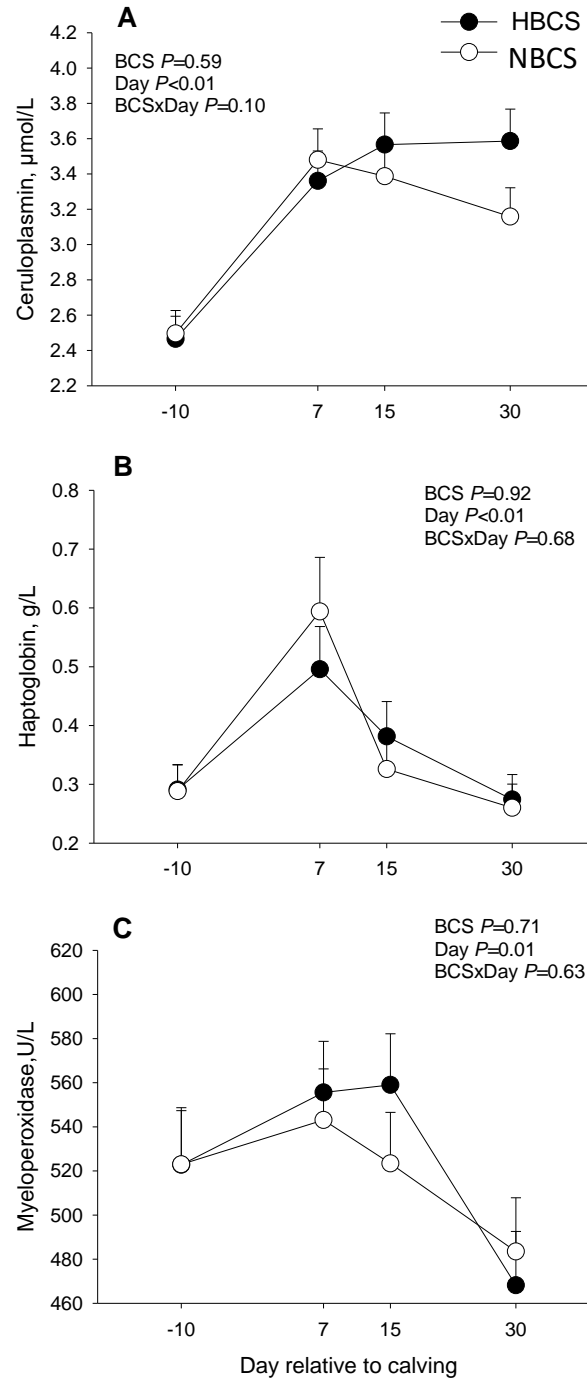 A
HBCS
NBCS
BCS P=0.59
Day P<0.01
BCSxDay P=0.10
4.2
4.0
3.8
3.6
3.4
3.2
3.0
2.8
2.6
2.4
2.2
Ceruloplasmin, µmol/L
-10 7 15 30
B
BCS P=0.92
Day P<0.01
BCSxDay P=0.68
0.8
0.7
0.6
0.5
0.4
0.3
0.2
Haptoglobin, g/L
-10 7 15 30
C
BCS P=0.71
Day P=0.01
BCSxDay P=0.63
620
600
580
560
540
520
500
480
460
Myeloperoxidase,U/L
-10 7 15 30
Day relative to calving